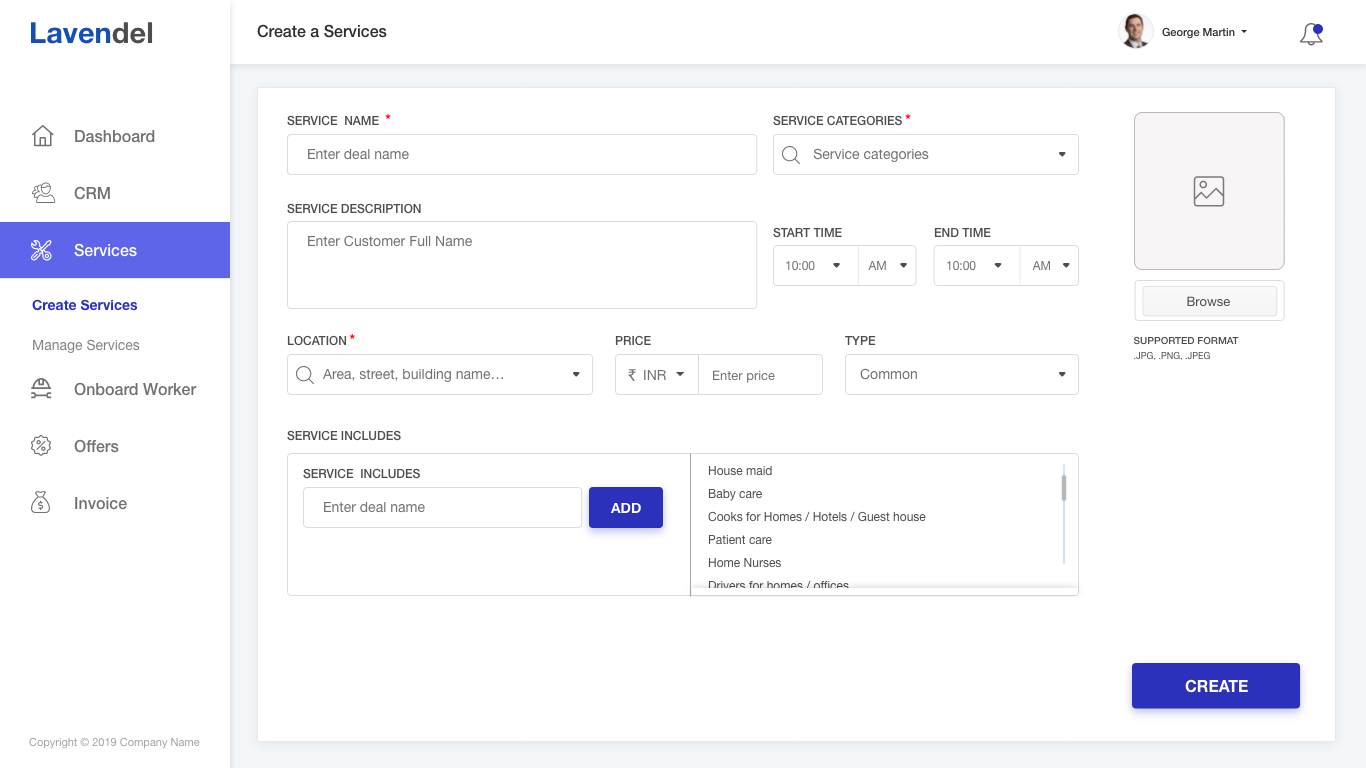 Lavendel
Create a Services
George Martin
Dashboard
CRM
Services
Create Services
Manage Services
Onboard Worker
Offers
Invoice
Copyright © 2019 Company Name
SERVICE NAME *
Enter deal name
SERVICE CATEGORIES *
Service categories
SERVICE DESCRIPTION
Enter Customer Full Name
START TIME
10:00 AM
END TIME
10:00 AM
LOCATION *
Area, street, building name…
PRICE
₹ INR Enter price
TYPE
Common
Browse
SUPPORTED FORMAT
.JPG, .PNG, .JPEG
SERVICE INCLUDES
SERVICE INCLUDES
Enter deal name
ADD
House maid
Baby care
Cooks for Homes / Hotels / Guest house
Patient care
Home Nurses
Drivers for homes / offices
CREATE